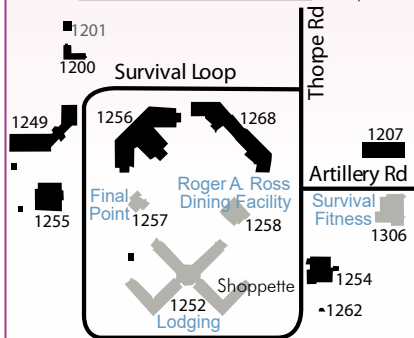 1201
1200
Thorpe Rd
Survival Loop
1249
1256
1268
1207
Artillery Rd
Roger A. Ross
Dining Facility
Final
Point
Survival
Fitness
1255
1257
1258
1306
1254
Shoppette
1252
1262
Lodging